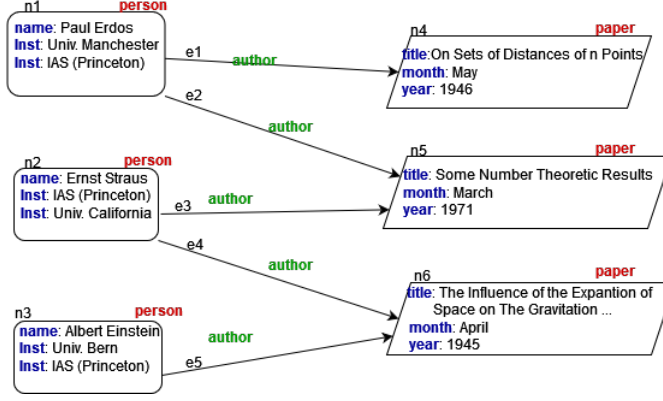 n1
person
name: Paul Erdos
Inst: Univ. Manchester
Inst: IAS (Princeton)
e1
author
e2
author
n4
paper
title:On Sets of Distances of n Points
month: May
year: 1946
n2
person
name: Ernst Straus
Inst: IAS (Princeton)
Inst: Univ. California
e3
author
e4
author
n5
paper
title: Some Number Theoretic Results
month: March
year: 1971
n3
person
name: Albert Einstein
Inst: Univ. Bern
Inst: IAS (Princeton)
author
e5
n6
paper
title: The Influence of the Expantion of
Space on The Gravitation ...
month: April
year: 1945